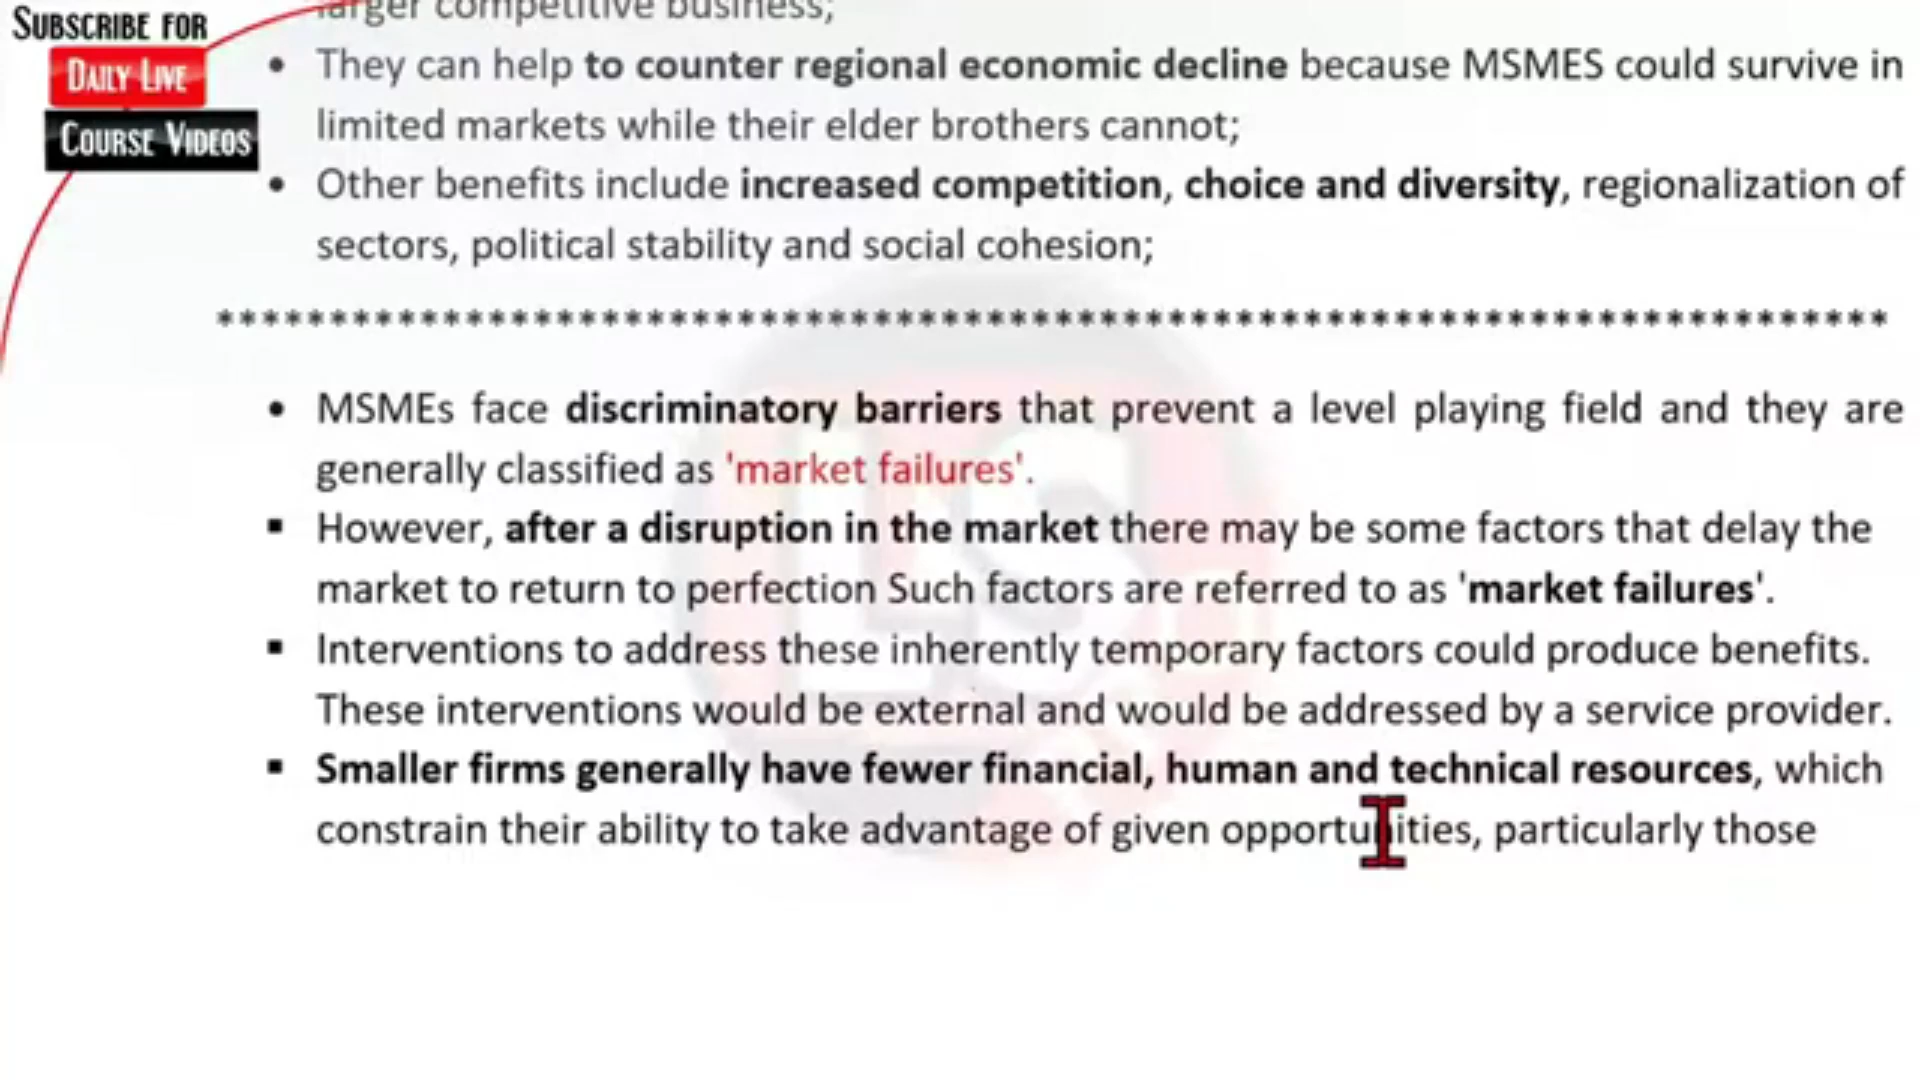 SUBSCRIBE FOR
DAILY LIVE
COURSE VIDEOS
larger competitive business;
• They can help to counter regional economic decline because MSMES could survive in
limited markets while their elder brothers cannot;
• Other benefits include increased competition, choice and diversity, regionalization of
sectors, political stability and social cohesion;
**************************************************************************
• MSMEs face discriminatory barriers that prevent a level playing field and they are
generally classified as 'market failures'.
▪ However, after a disruption in the market there may be some factors that delay the
market to return to perfection Such factors are referred to as 'market failures'.
▪ Interventions to address these inherently temporary factors could produce benefits.
These interventions would be external and would be addressed by a service provider.
▪ Smaller firms generally have fewer financial, human and technical resources, which
constrain their ability to take advantage of given opportunities, particularly those